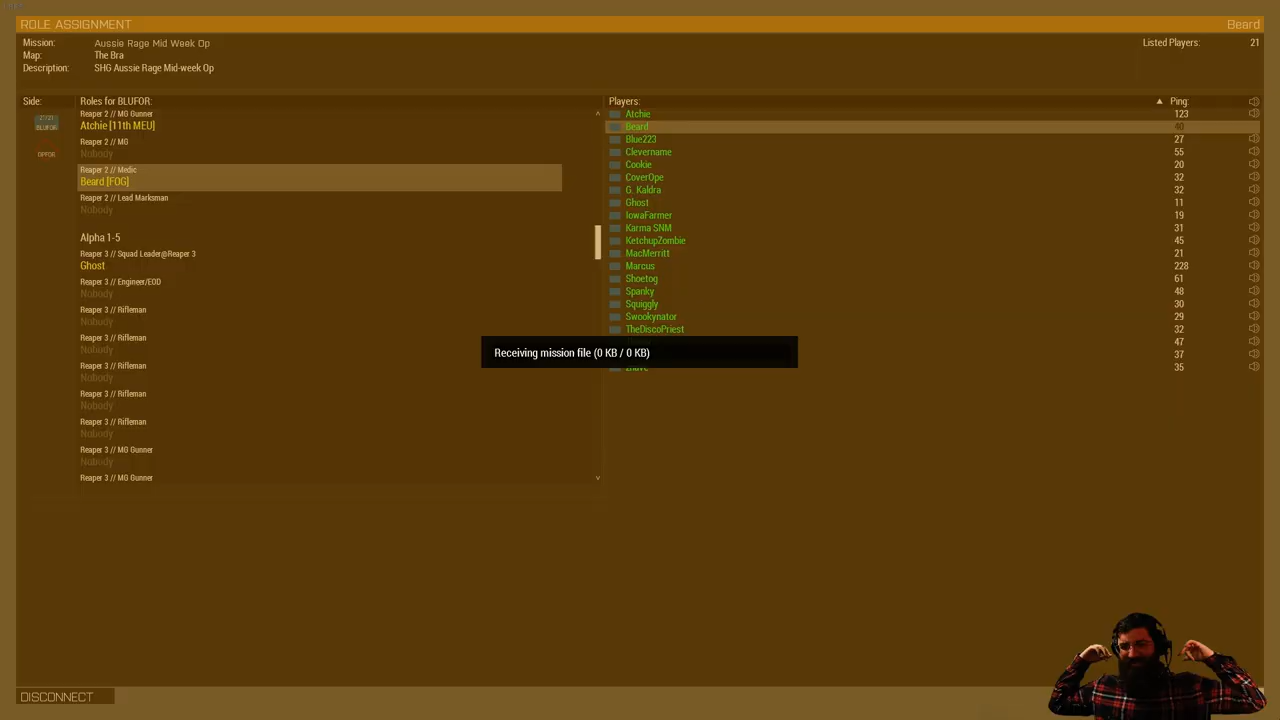 ROLE ASSIGNMENT
Beard
Mission: Aussie Rage Mid Week Op
Listed Players: 21
Map: The Bra
Description: SHG Aussie Rage Mid-week Op
Side:
Roles for BLUFOR:
Players:
Ping:
BLUFOR
OPFOR
Reaper 2 // MG Gunner
Atchie [11th MEU]
Reaper 2 // MG
Nobody
Reaper 2 // Medic
Beard [FOG]
Reaper 2 // Lead Marksman
Nobody
Alpha 1-5
Reaper 3 // Squad Leader@Reaper 3
Ghost
Reaper 3 // Engineer/EOD
Nobody
Reaper 3 // Rifleman
Nobody
Reaper 3 // Rifleman
Nobody
Reaper 3 // Rifleman
Nobody
Reaper 3 // Rifleman
Nobody
Reaper 3 // Rifleman
Nobody
Reaper 3 // MG Gunner
Nobody
Reaper 3 // MG Gunner
Atchie 123
Beard 40
Blue223 27
Clevername 55
Cookie 20
CoverOpe 32
G. Kaldra 32
Ghost 11
IowaFarmer 19
Karma SNM 31
KetchupZombie 45
MacMerritt 21
Marcus 228
Shoetog 61
Spanky 48
Squiggly 30
Swookynator 29
TheDiscoPriest 32
47
37
35
Receiving mission file (0 KB / 0 KB)
DISCONNECT